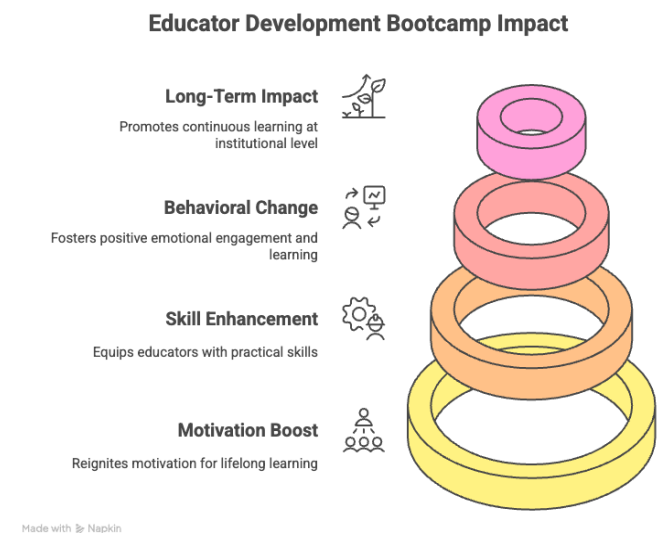 Educator Development Bootcamp Impact
Long-Term Impact
Promotes continuous learning at
institutional level
Behavioral Change
Fosters positive emotional engagement and
learning
Skill Enhancement
Equips educators with practical skills
Motivation Boost
Reignites motivation for lifelong learning
Made with Napkin